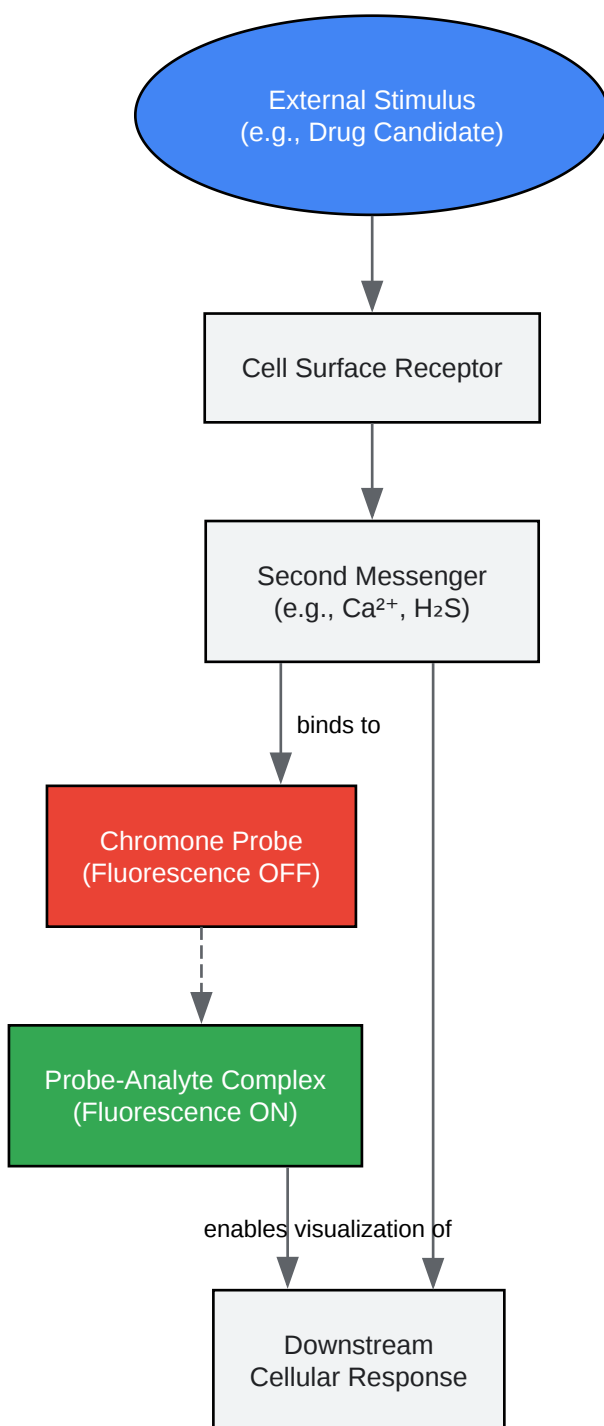 External Stimulus
(e.g., Drug Candidate)
Cell Surface Receptor
Second Messenger
(e.g., Ca²⁺, H₂S)
binds to
Chromone Probe
(Fluorescence OFF)
Probe-Analyte Complex
(Fluorescence ON)
enables visualization of
Downstream
Cellular Response